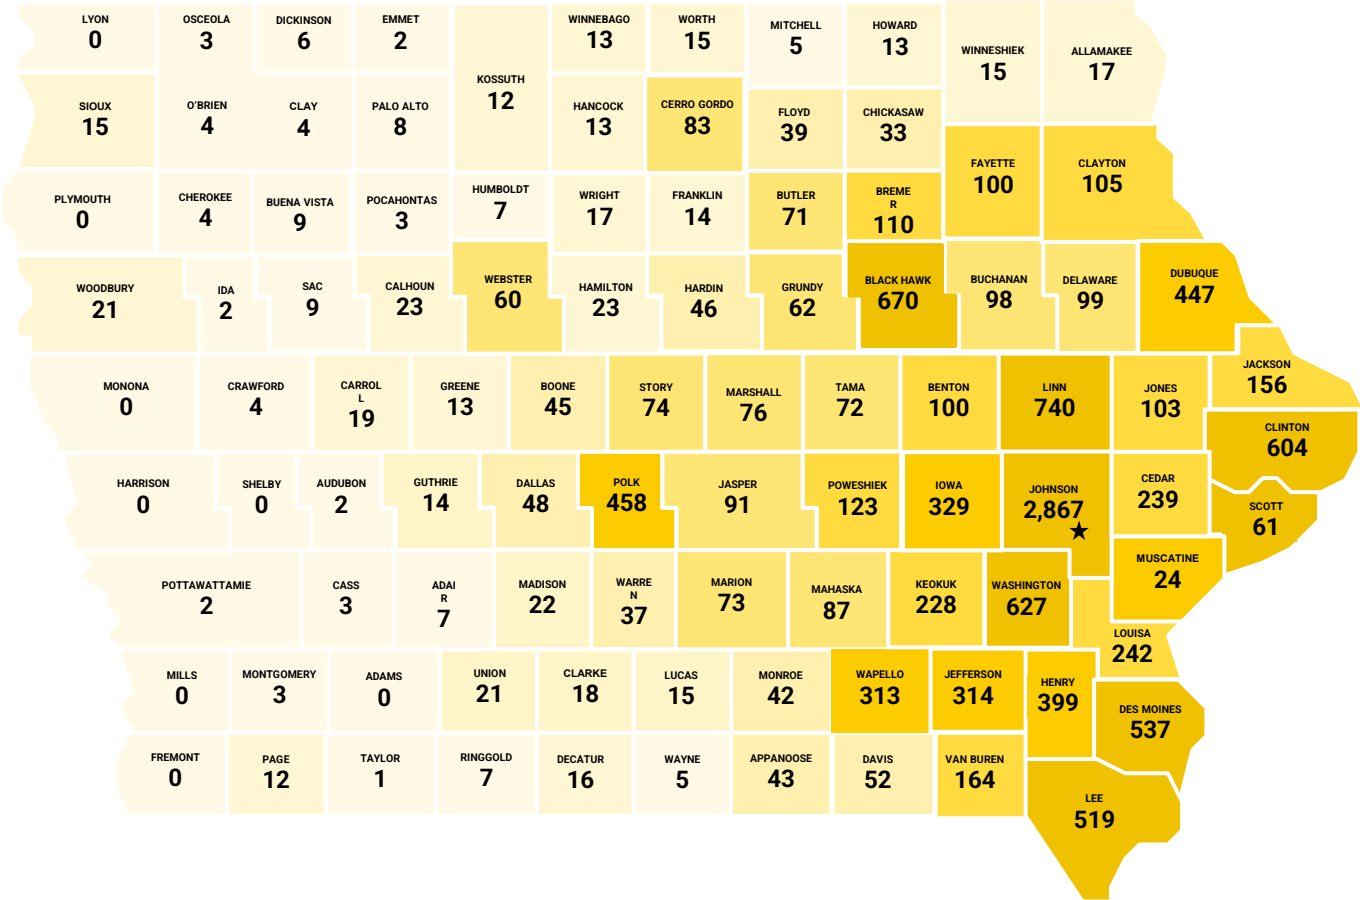 LYON
0
OSCEOLA
3
DICKINSON
6
EMMET
2
KOSSUTH
12
WINNEBAGO
13
WORTH
15
MITCHELL
5
HOWARD
13
WINNESHIEK
15
ALLAMAKEE
17
SIOUX
15
O'BRIEN
4
CLAY
4
PALO ALTO
8
HANCOCK
13
CERRO GORDO
83
FLOYD
39
CHICKASAW
33
FAYETTE
100
CLAYTON
105
PLYMOUTH
0
CHEROKEE
4
BUENA VISTA
9
POCAHONTAS
3
HUMBOLDT
7
WRIGHT
17
FRANKLIN
14
BUTLER
71
BREME
R
110
WOODBURY
21
IDA
2
SAC
9
CALHOUN
23
WEBSTER
60
HAMILTON
23
HARDIN
46
GRUNDY
62
BLACK HAWK
670
BUCHANAN
98
DELAWARE
99
DUBUQUE
447
MONONA
0
CRAWFORD
4
CARROL
L
19
GREENE
13
BOONE
45
STORY
74
MARSHALL
76
TAMA
72
BENTON
100
LINN
740
JONES
103
JACKSON
156
CLINTON
604
HARRISON
0
SHELBY
0
AUDUBON
2
GUTHRIE
14
DALLAS
48
POLK
458
JASPER
91
POWESHIEK
123
IOWA
329
JOHNSON
2,867
CEDAR
239
SCOTT
61
MUSCATINE
24
POTTAWATTAMIE
2
CASS
3
ADAI
R
7
MADISON
22
WARRE
N
37
MARION
73
MAHASKA
87
KEOKUK
228
WASHINGTON
627
LOUISA
242
MILLS
0
MONTGOMERY
3
ADAMS
0
UNION
21
CLARKE
18
LUCAS
15
MONROE
42
WAPELLO
313
JEFFERSON
314
HENRY
399
DES MOINES
537
FREMONT
0
PAGE
12
TAYLOR
1
RINGGOLD
7
DECATUR
16
WAYNE
5
APPANOOSE
43
DAVIS
52
VAN BUREN
164
LEE
519